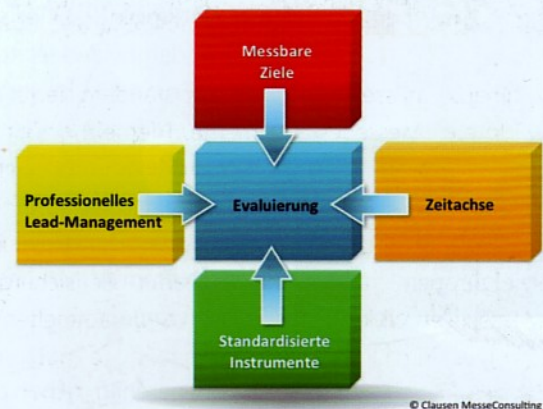 Messbare
Ziele
Professionelles
Lead-Management
Evaluierung
Zeitachse
Standardisierte
Instrumente
© Clausen MesseConsulting